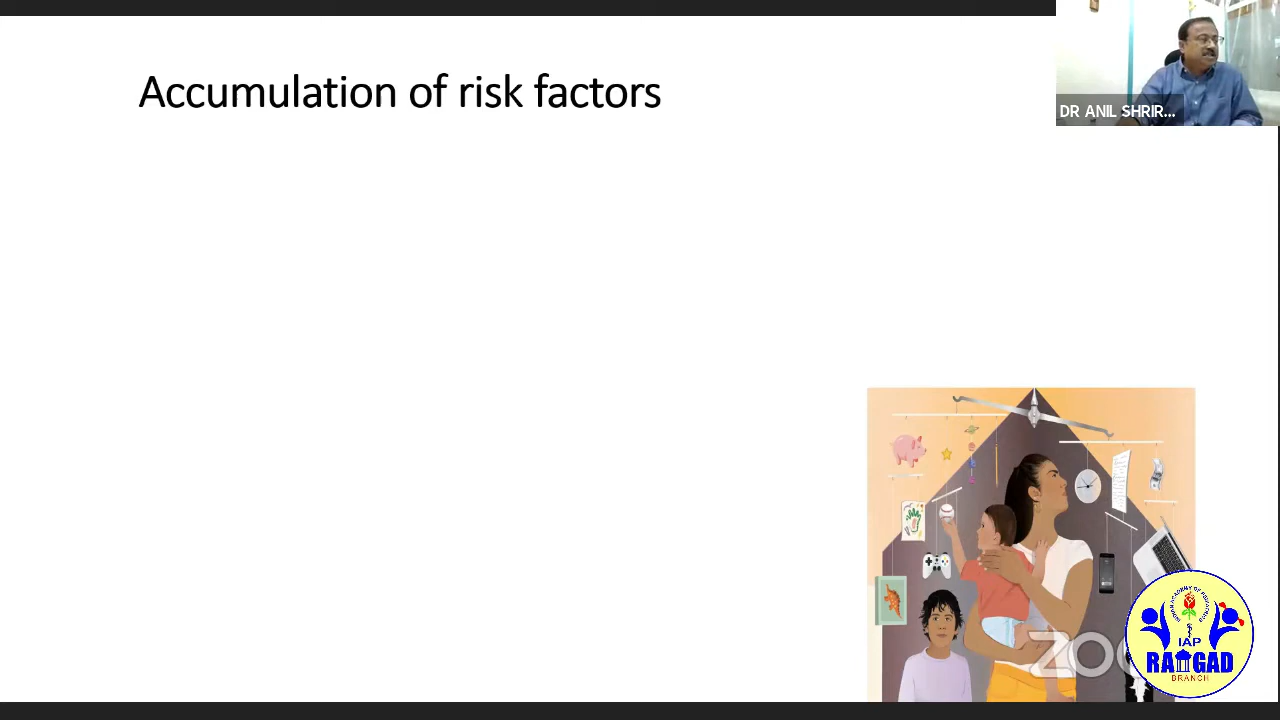 Accumulation of risk factors
DR ANIL SHRIR...
IAP
RAIGAD
BRANCH